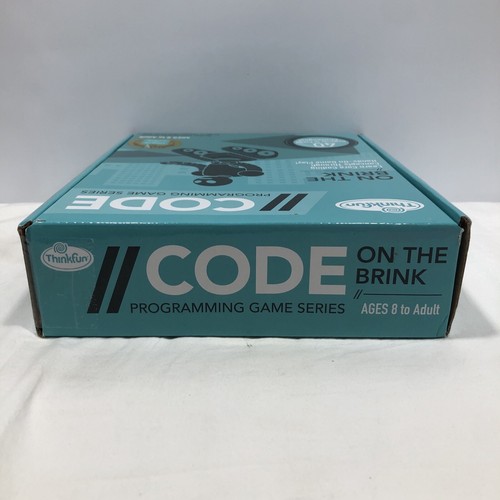 Thinkfun
//CODE
ON THE
BRINK
PROGRAMMING GAME SERIES
AGES 8 to Adult
Thinkfun
ON THE
BRINK
//CODE
PROGRAMMING GAME SERIES